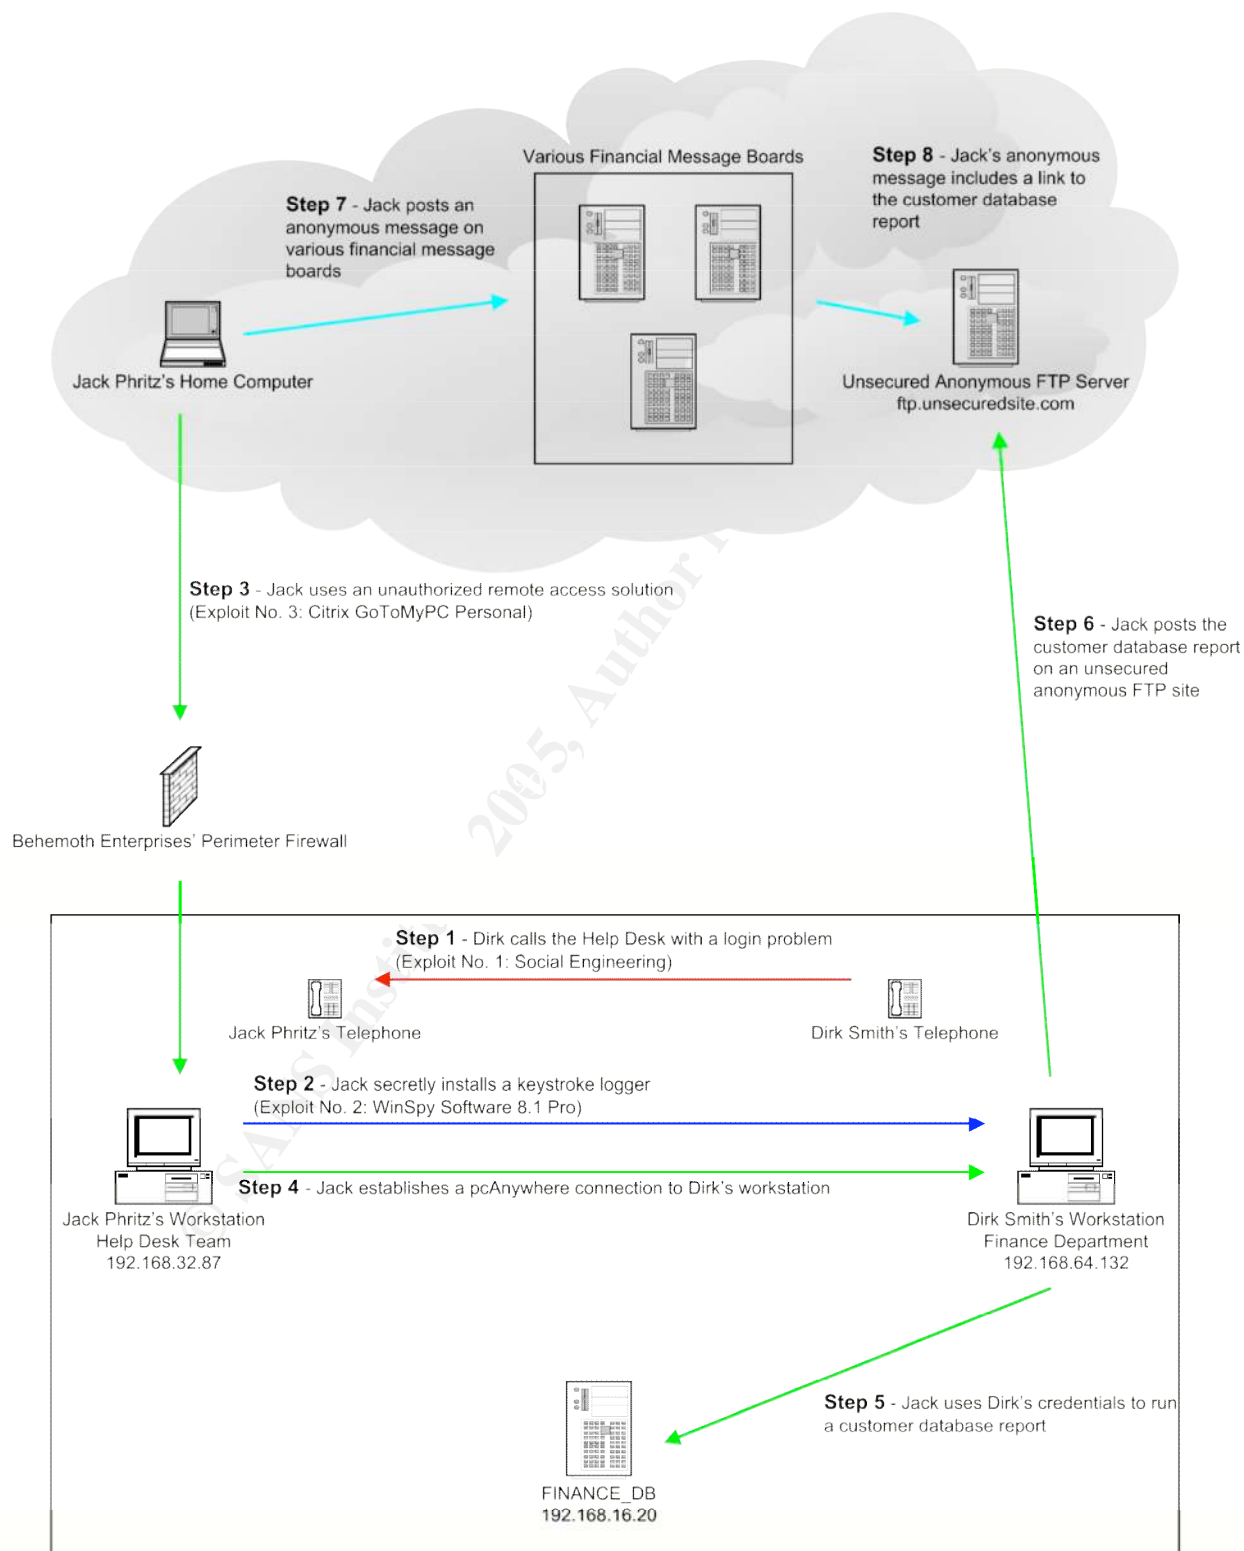 Various Financial Message Boards
Step 8 - Jack's anonymous
message includes a link to
the customer database
report
Step 7 - Jack posts an
anonymous message on
various financial message
boards
Jack Phritz's Home Computer
Unsecured Anonymous FTP Server
ftp.unsecuredsite.com
Step 3 - Jack uses an unauthorized remote access solution
(Exploit No. 3: Citrix GoToMyPC Personal)
Step 6 - Jack posts the
customer database report
on an unsecured
anonymous FTP site
Behemoth Enterprises' Perimeter Firewall
Step 1 - Dirk calls the Help Desk with a login problem
(Exploit No. 1: Social Engineering)
Jack Phritz's Telephone
Dirk Smith's Telephone
Step 2 - Jack secretly installs a keystroke logger
(Exploit No. 2: WinSpy Software 8.1 Pro)
Step 4 - Jack establishes a pcAnywhere connection to Dirk's workstation
Jack Phritz's Workstation
Help Desk Team
192.168.32.87
Dirk Smith's Workstation
Finance Department
192.168.64.132
Step 5 - Jack uses Dirk's credentials to run
a customer database report
FINANCE_DB
192.168.16.20
© SANS Instit
2005, Author